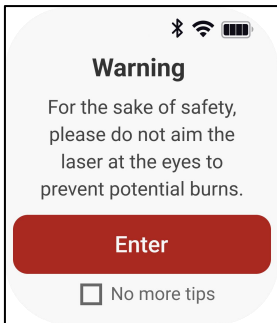 Warning
For the sake of safety,
please do not aim the
laser at the eyes to
prevent potential burns.
Enter
No more tips